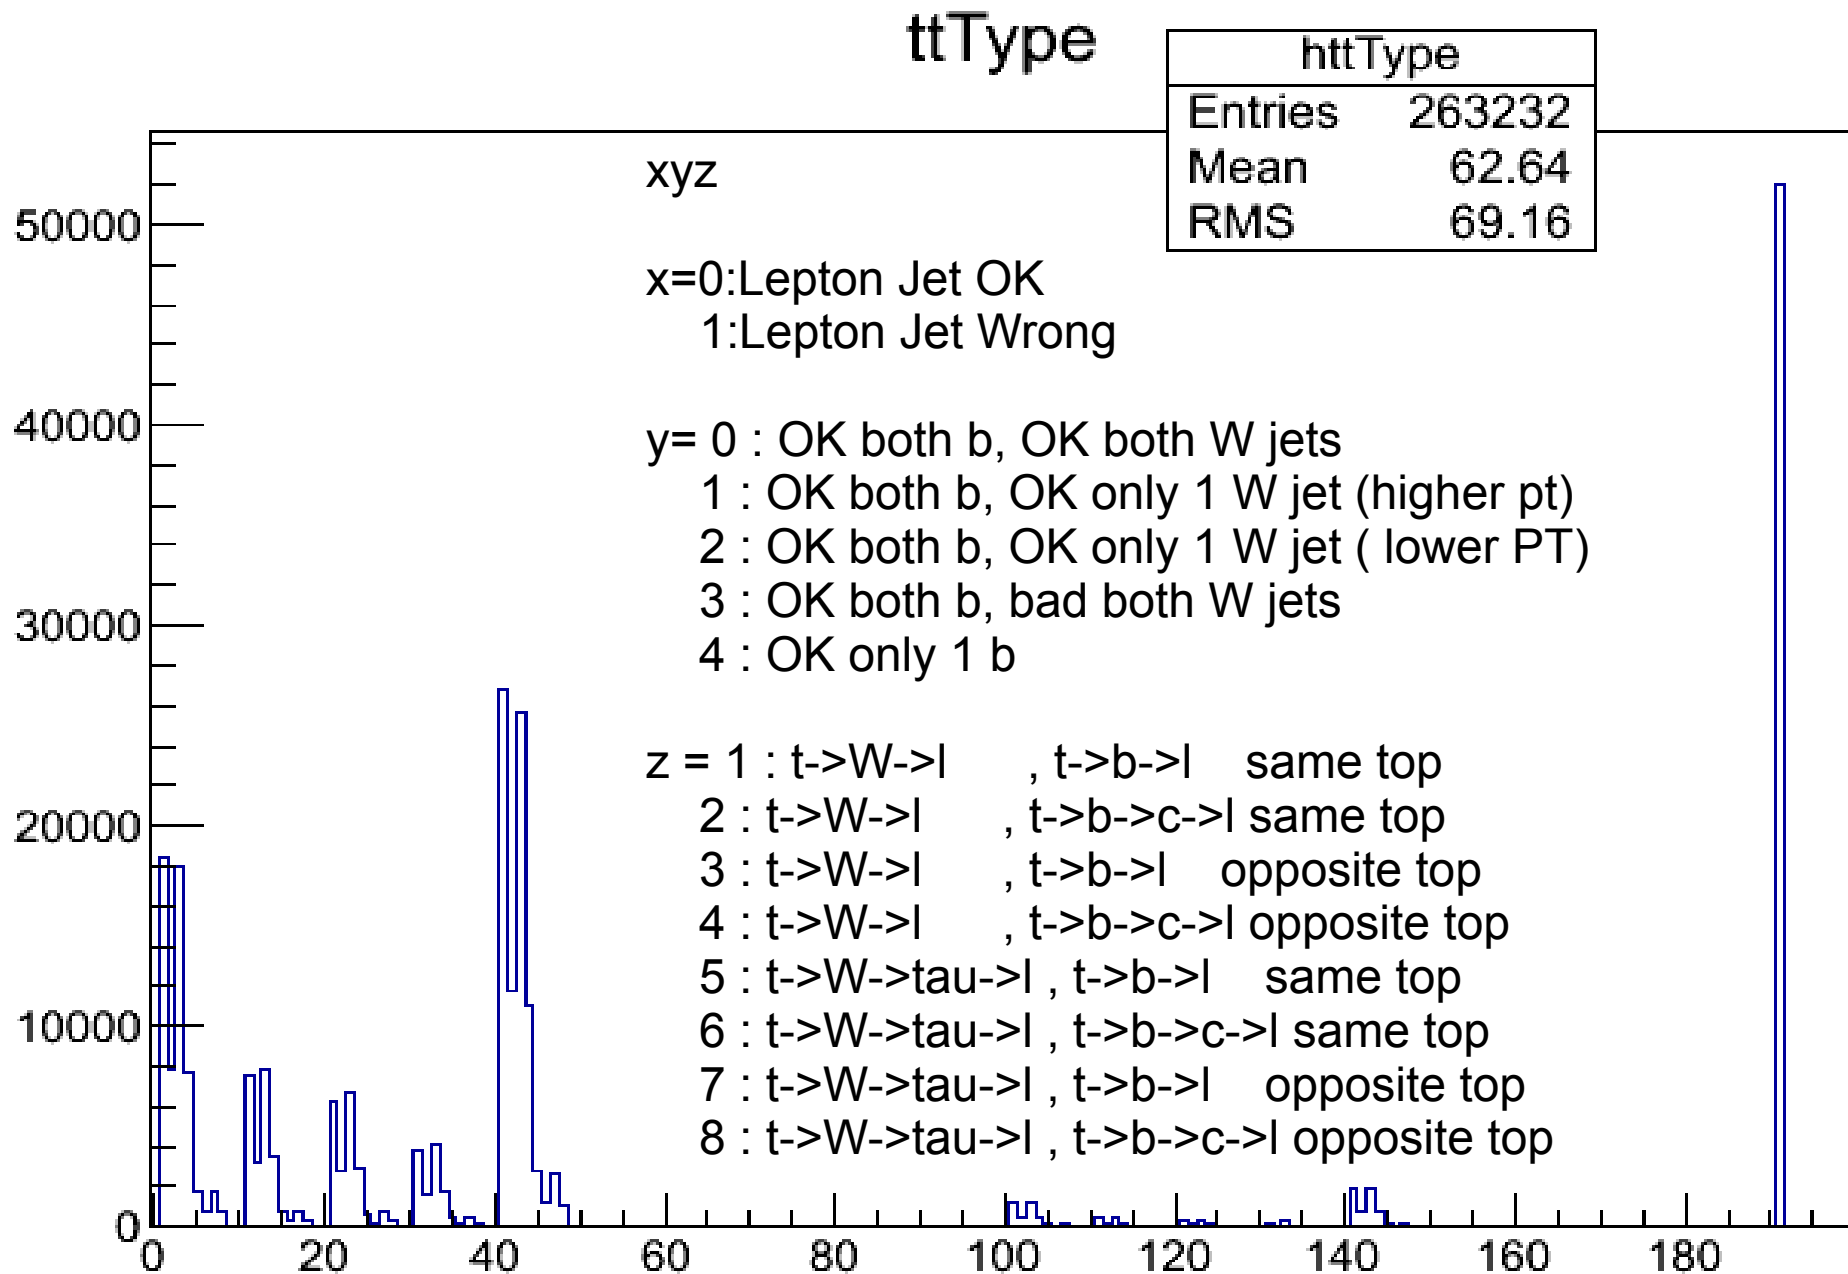 ttType
httType
Entries 263232
Mean 62.64
RMS 69.16
xyz
x=0:Lepton Jet OK
1:Lepton Jet Wrong
y= 0 : OK both b, OK both W jets
1 : OK both b, OK only 1 W jet (higher pt)
2 : OK both b, OK only 1 W jet ( lower PT)
3 : OK both b, bad both W jets
4 : OK only 1 b
z = 1 : t->W->l , t->b->l same top
2 : t->W->l , t->b->c->l same top
3 : t->W->l , t->b->l opposite top
4 : t->W->l , t->b->c->l opposite top
5 : t->W->tau->l , t->b->l same top
6 : t->W->tau->l , t->b->c->l same top
7 : t->W->tau->l , t->b->l opposite top
8 : t->W->tau->l , t->b->c->l opposite top
50000
40000
30000
20000
10000
0
0 20 40 60 80 100 120 140 160 180